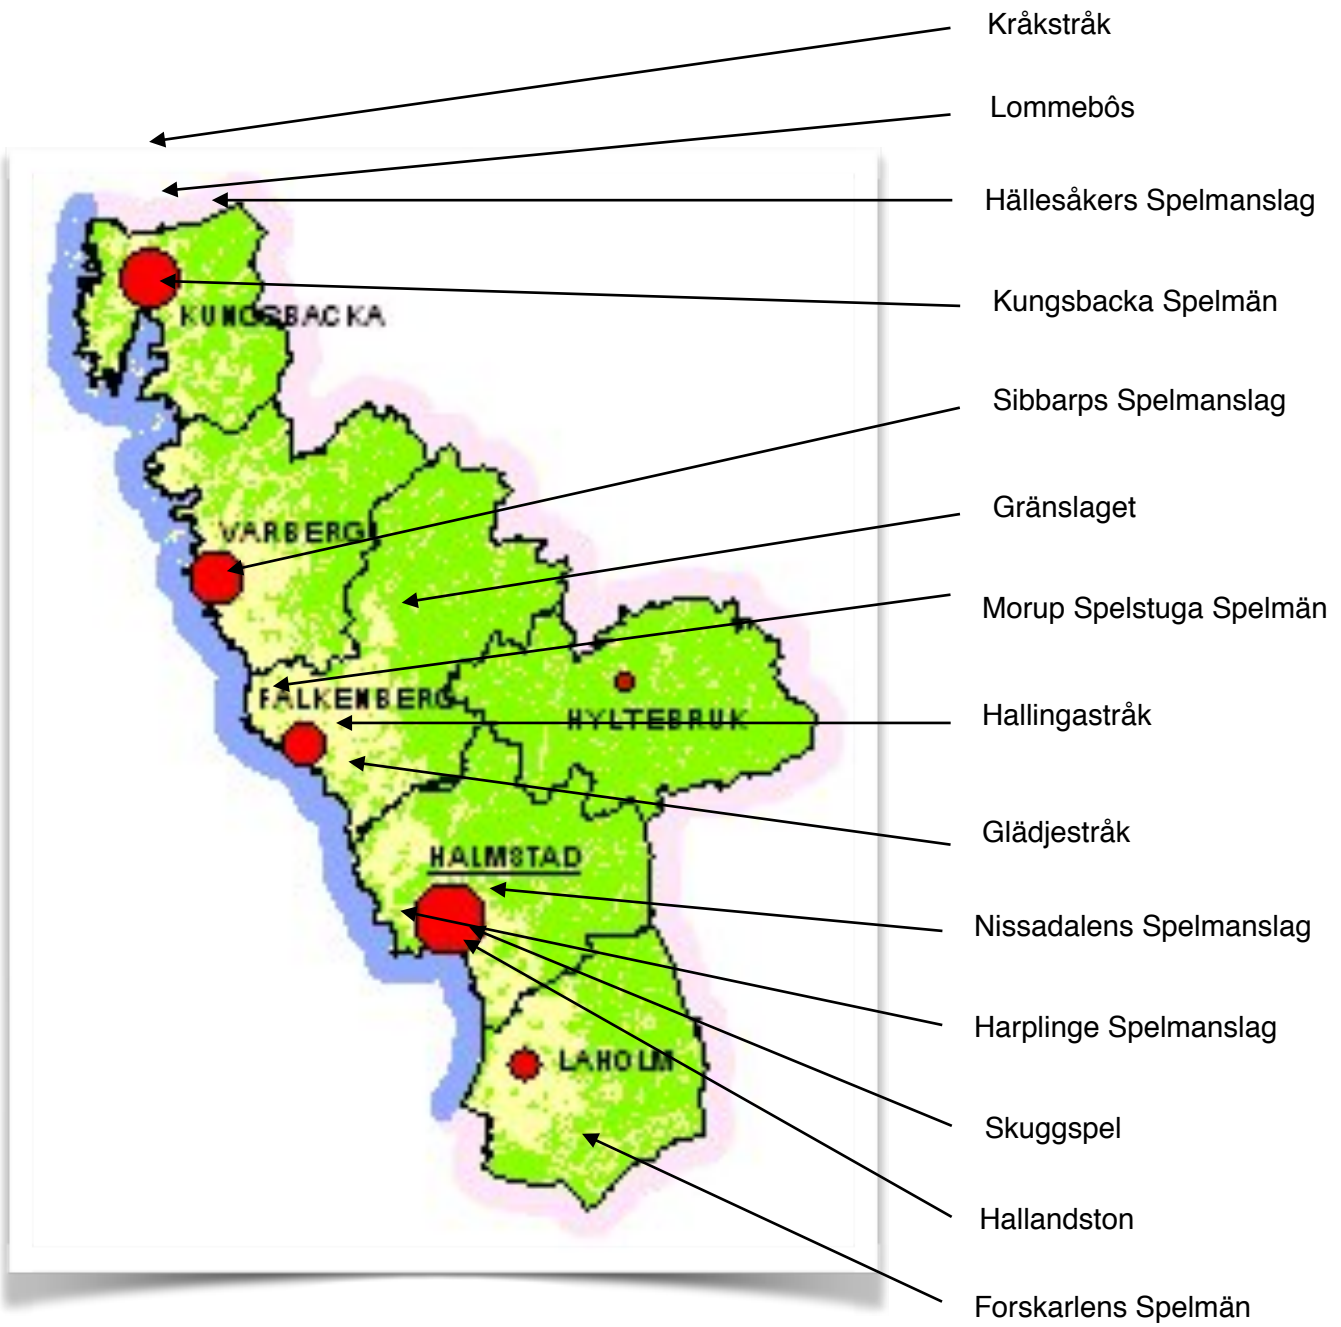 Kråkstråk
Lommebôs
Hällesåkers Spelmanslag
Kungsbacka Spelmän
KUNGSBACKA
Sibbarps Spelmanslag
Gränslaget
VARBERG
Morup Spelstuga Spelmän
FALKENBERG
Hallingastråk
HYLTEBRUK
Glädjestråk
HALMSTAD
Nissadalens Spelmanslag
Harplinge Spelmanslag
LAHOLM
Skuggspel
Hallandston
Forskarlens Spelmän